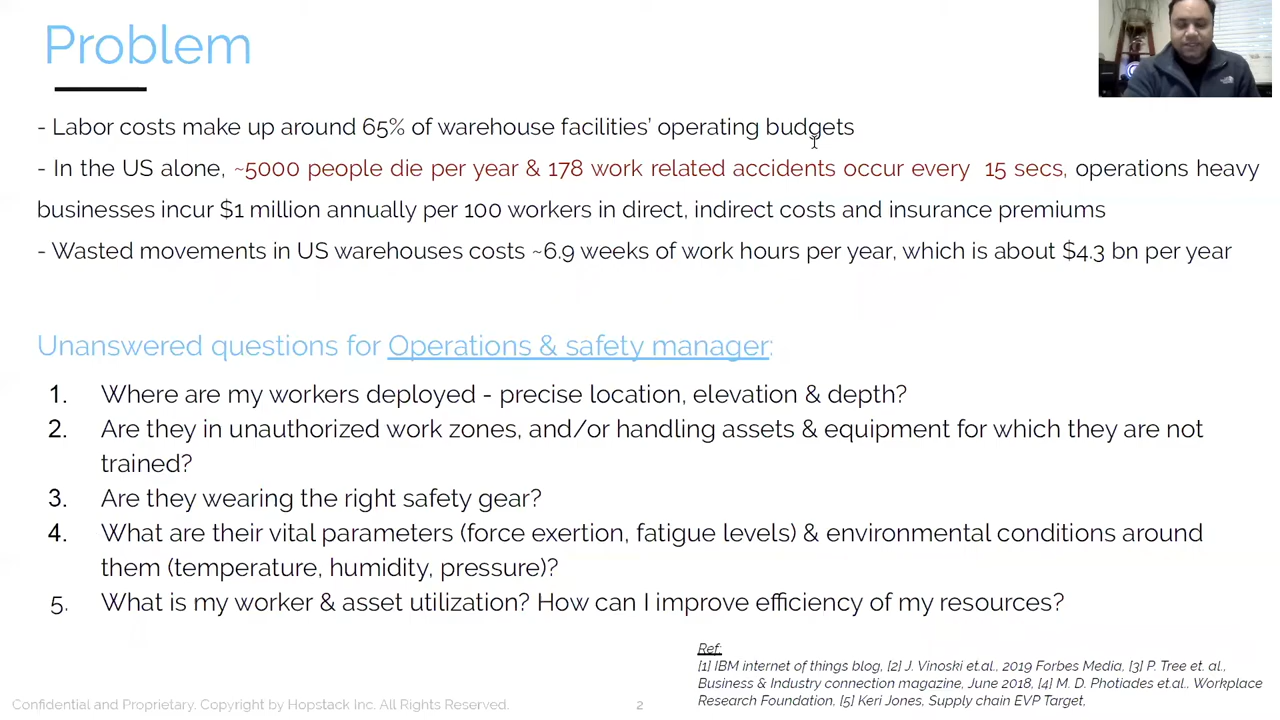 Problem
- Labor costs make up around 65% of warehouse facilities' operating budgets
- In the US alone, ~5000 people die per year & 178 work related accidents occur every 15 secs, operations heavy
businesses incur $1 million annually per 100 workers in direct, indirect costs and insurance premiums
- Wasted movements in US warehouses costs ~6.9 weeks of work hours per year, which is about $4.3 bn per year
Unanswered questions for Operations & safety manager:
1. Where are my workers deployed - precise location, elevation & depth?
2. Are they in unauthorized work zones, and/or handling assets & equipment for which they are not
trained?
3. Are they wearing the right safety gear?
4. What are their vital parameters (force exertion, fatigue levels) & environmental conditions around
them (temperature, humidity, pressure)?
5. What is my worker & asset utilization? How can I improve efficiency of my resources?
Ref:
[1] IBM internet of things blog, [2] J. Vinoski et.al., 2019 Forbes Media, [3] P. Tree et. al.,
Business & Industry connection magazine, June 2018, [4] M. D. Photiades et.al., Workplace
Research Foundation, [5] Keri Jones, Supply chain EVP Target,
Confidential and Proprietary. Copyright by Hopstack Inc. All Rights Reserved.
2